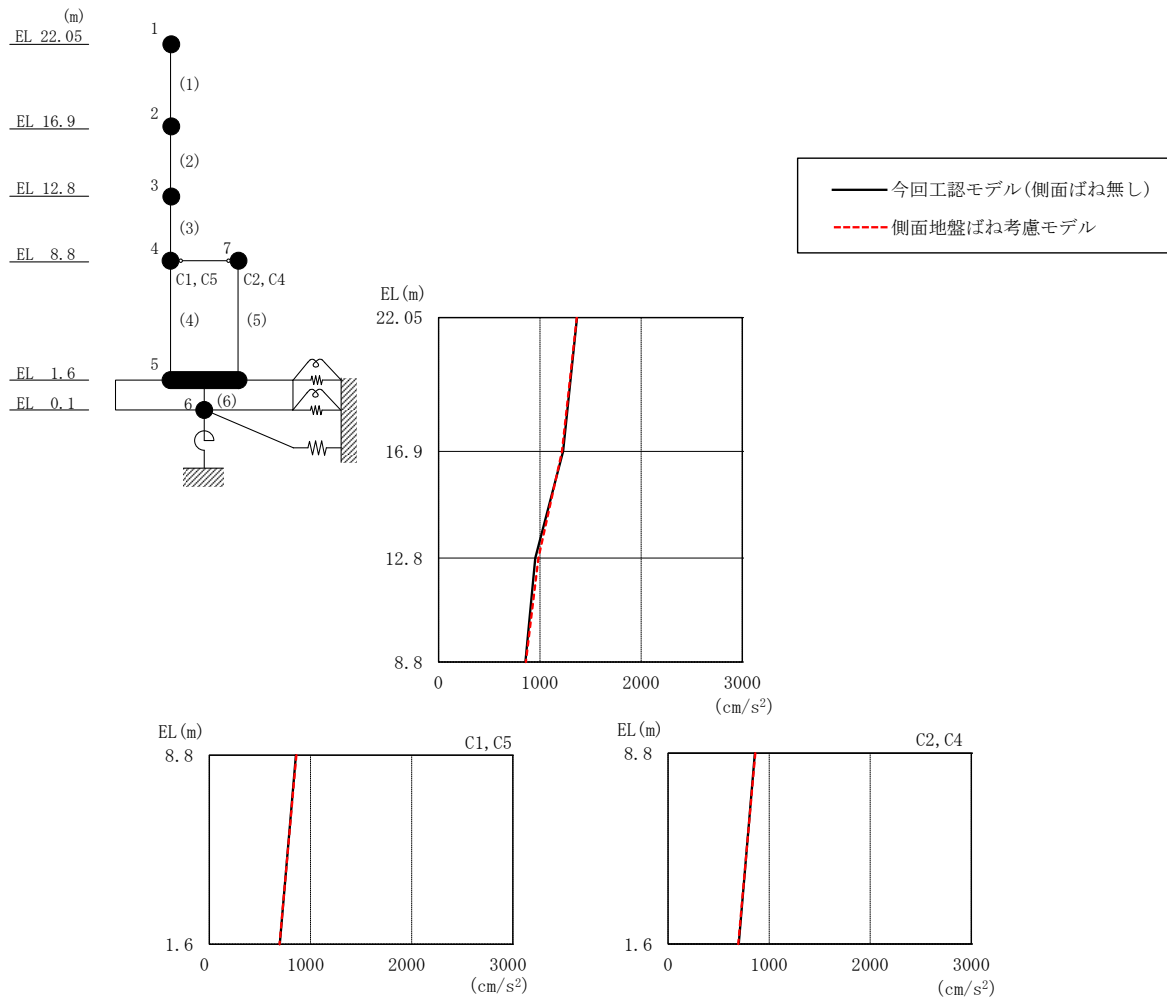 (m)
EL 22.05
EL 16.9
EL 12.8
EL 8.8
EL 1.6
EL 0.1
1
(1)
2
(2)
3
(3)
4
7
C1,C5
C2,C4
(4)
(5)
5
6
(6)
今回工認モデル(側面ばね無し)
側面地盤ばね考慮モデル
EL(m)
22.05
16.9
12.8
8.8
0
1000
2000
3000
(cm/s²)
EL(m)
C1,C5
8.8
1.6
0
1000
2000
3000
(cm/s²)
EL(m)
C2,C4
8.8
1.6
0
1000
2000
3000
(cm/s²)